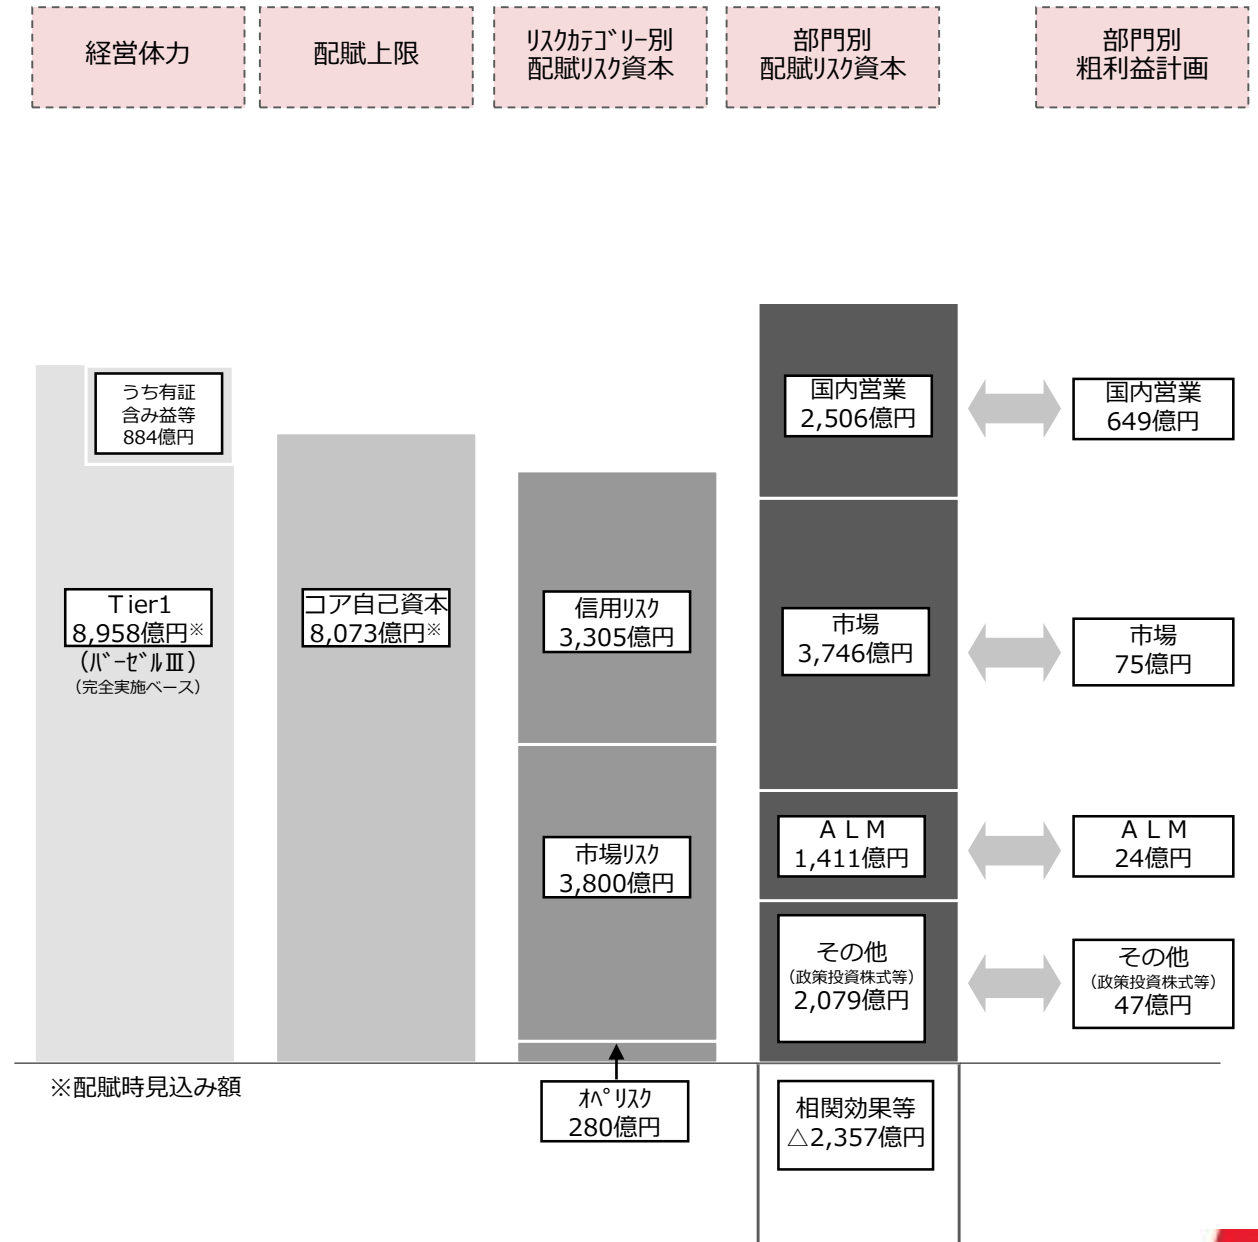 経営体力
配賦上限
ﾘｽｸｶﾃｺﾞﾘｰ別
配賦ﾘｽｸ資本
部門別
配賦ﾘｽｸ資本
部門別
粗利益計画
うち有証
含み益等
884億円
Tier1
8,958億円※
(ﾊﾞｰｾﾞﾙⅢ)
(完全実施ベース)
コア自己資本
8,073億円※
信用ﾘｽｸ
3,305億円
市場ﾘｽｸ
3,800億円
ｵﾍﾟﾘｽｸ
280億円
国内営業
2,506億円
市場
3,746億円
ＡＬＭ
1,411億円
その他
(政策投資株式等)
2,079億円
相関効果等
△2,357億円
国内営業
649億円
市場
75億円
ＡＬＭ
24億円
その他
(政策投資株式等)
47億円
※配賦時見込み額